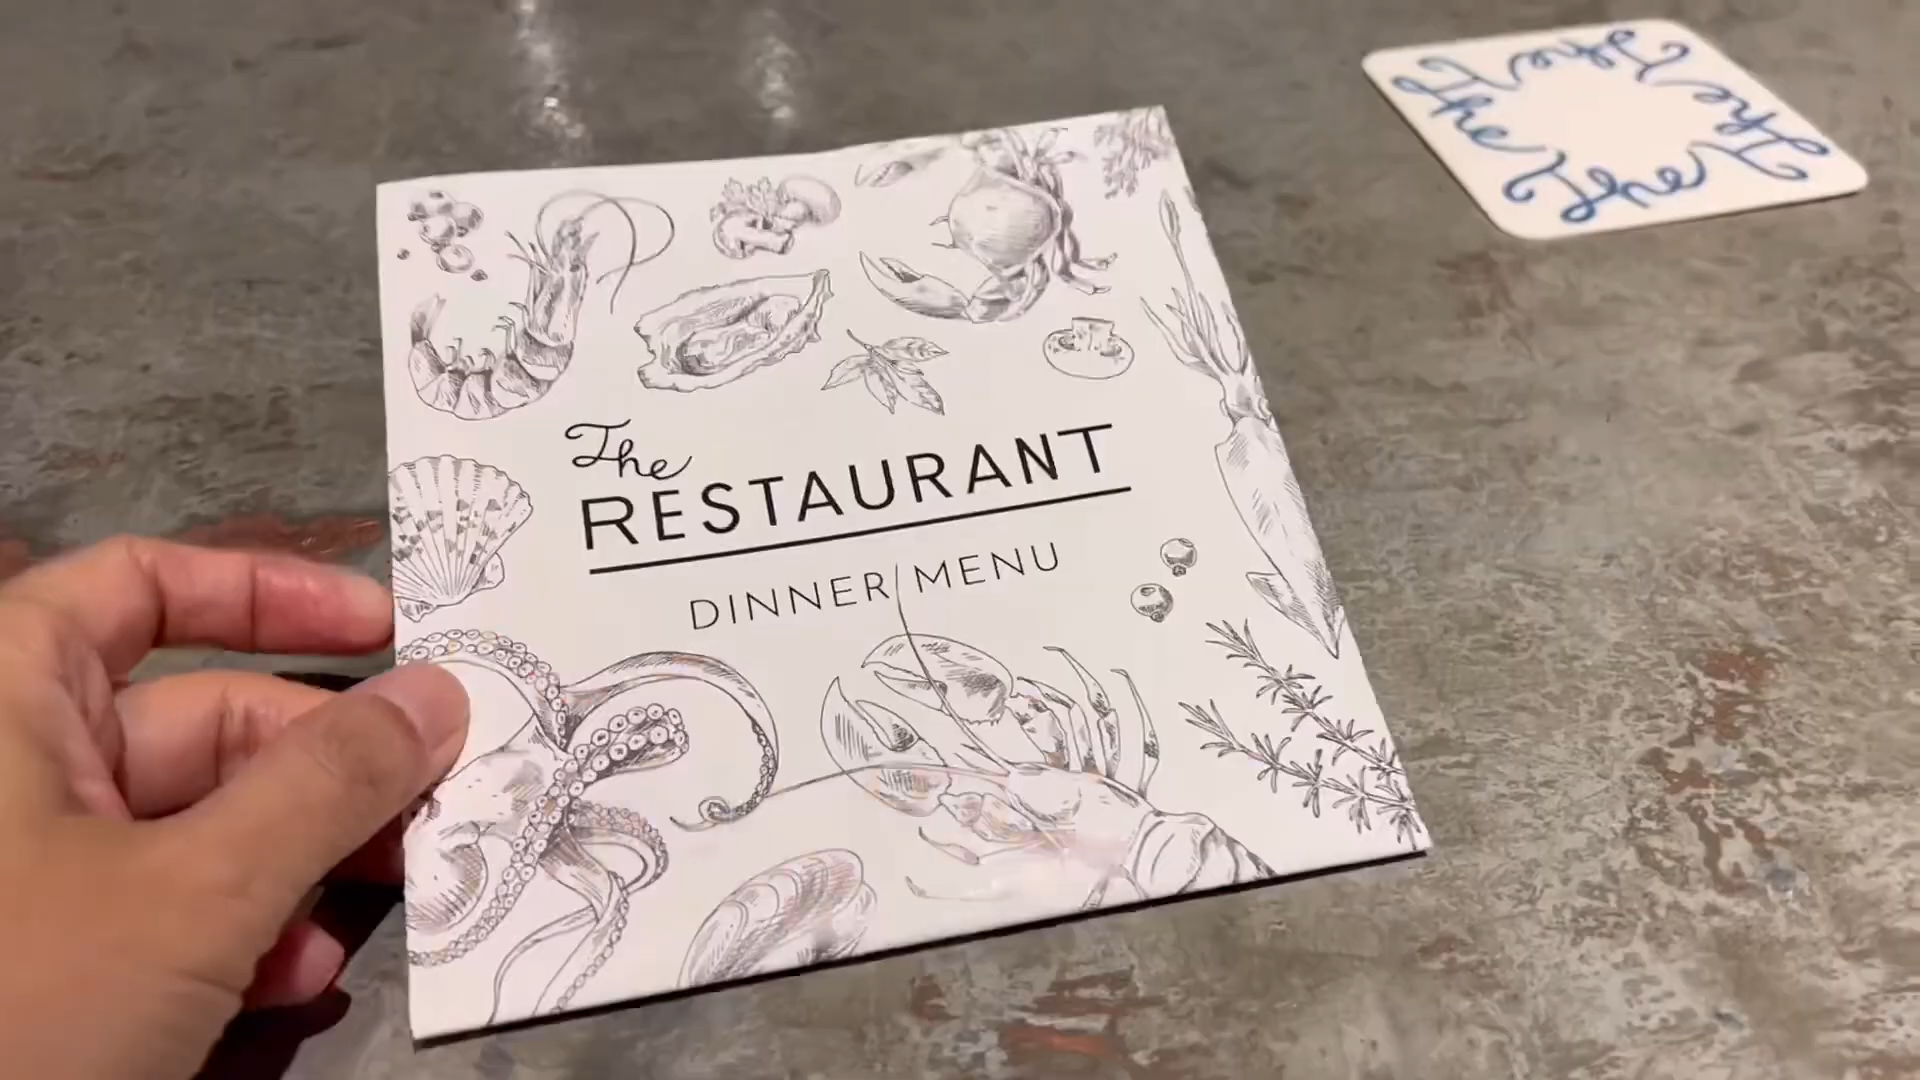 The
RESTAURANT
DINNER MENU
The
The
The
The